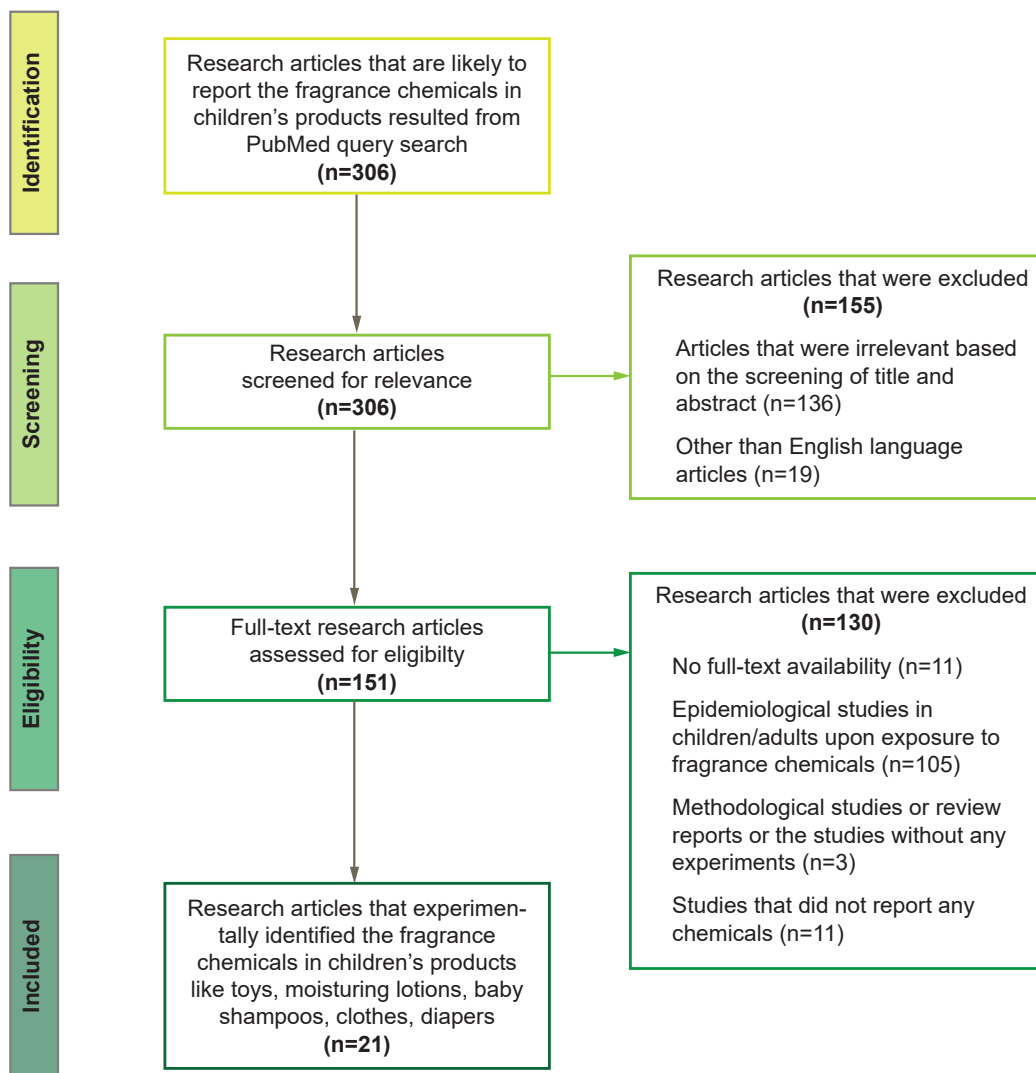 Identification
Research articles that are likely to
report the fragrance chemicals in
children's products resulted from
PubMed query search
(n=306)
Screening
Research articles
screened for relevance
(n=306)
Research articles that were excluded
(n=155)
Articles that were irrelevant based
on the screening of title and
abstract (n=136)
Other than English language
articles (n=19)
Eligibility
Full-text research articles
assessed for eligibilty
(n=151)
Research articles that were excluded
(n=130)
No full-text availability (n=11)
Epidemiological studies in
children/adults upon exposure to
fragrance chemicals (n=105)
Methodological studies or review
reports or the studies without any
experiments (n=3)
Studies that did not report any
chemicals (n=11)
Included
Research articles that experimen-
tally identified the fragrance
chemicals in children's products
like toys, moisturing lotions, baby
shampoos, clothes, diapers
(n=21)